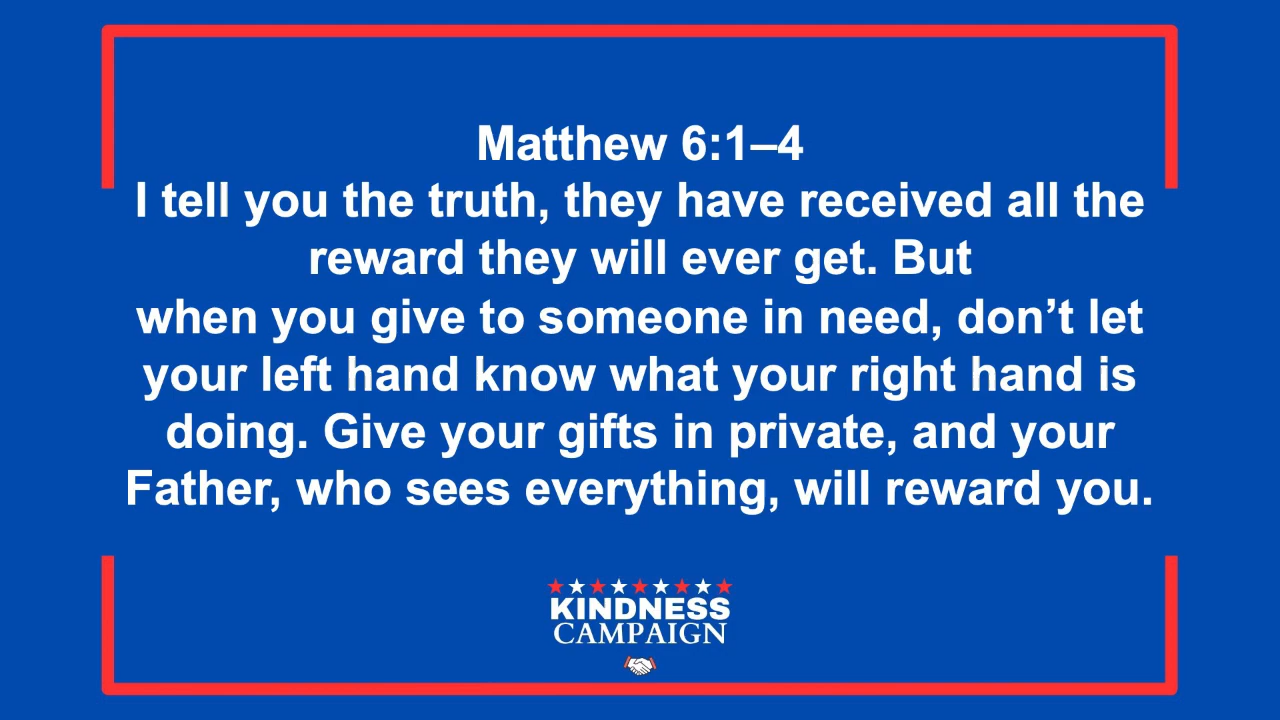 Matthew 6:1–4
I tell you the truth, they have received all the
reward they will ever get. But
when you give to someone in need, don’t let
your left hand know what your right hand is
doing. Give your gifts in private, and your
Father, who sees everything, will reward you.
KINDNESS
CAMPAIGN